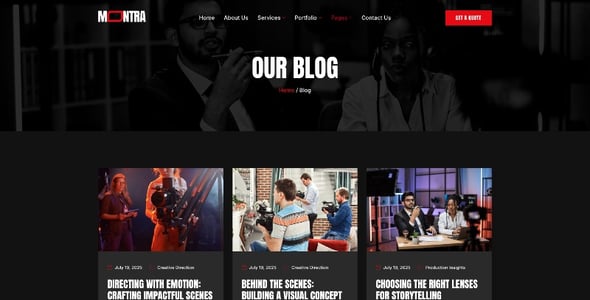 MONTRA
Home About Us Services Portfolio Pages Contact Us
GET A QUOTE
OUR BLOG
Home / Blog
July 19, 2025 Creative Direction
DIRECTING WITH EMOTION:
CRAFTING IMPACTFUL SCENES
July 19, 2025 Creative Direction
BEHIND THE SCENES:
BUILDING A VISUAL CONCEPT
July 19, 2025 Production Insights
CHOOSING THE RIGHT LENSES
FOR STORYTELLING